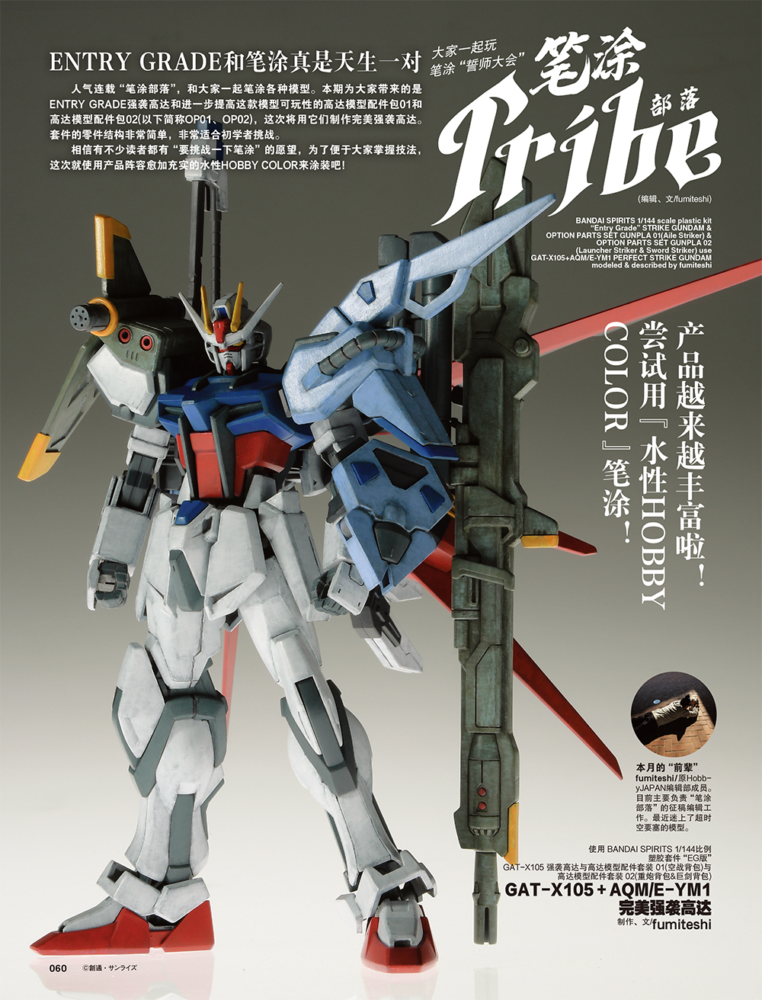 ENTRY GRADE和笔涂真是天生一对
人气连载“笔涂部落”，和大家一起笔涂各种模型。本期为大家带来的是
ENTRY GRADE强袭高达和进一步提高这款模型可玩性的高达模型配件包01和
高达模型配件包02(以下简称OP01、OP02)，这次将用它们制作完美强袭高达。
套件的零件结构非常简单，非常适合初学者挑战。
相信有不少读者都有“要挑战一下笔涂”的愿望，为了便于大家掌握技法，
这次就使用产品阵容愈加充实的水性HOBBY COLOR来涂装吧！
大家一起玩
笔涂“誓师大会”
笔涂
Tribe
部落
(编辑、文/fumiteshi)
BANDAI SPIRITS 1/144 scale plastic kit
“Entry Grade” STRIKE GUNDAM &
OPTION PARTS SET GUNPLA 01(Aile Striker) &
OPTION PARTS SET GUNPLA 02
(Launcher Striker & Sword Striker) use
GAT-X105+AQM/E-YM1 PERFECT STRIKE GUNDAM
modeled & described by fumiteshi
产品越来越丰富啦！
尝试用『水性HOBBY
COLOR』笔涂！
本月的“前辈”
fumiteshi/原Hobb-
yJAPAN编辑部成员。
目前主要负责“笔涂
部落”的征稿编辑工
作。最近迷上了超时
空要塞的模型。
使用 BANDAI SPIRITS 1/144比例
塑胶套件“EG版”
GAT-X105 强袭高达与高达模型配件套装 01(空战背包)与
高达模型配件套装 02(重炮背包&巨剑背包)
GAT-X105+AQM/E-YM1
完美强袭高达
制作、文/fumiteshi
060
©創通・サンライズ